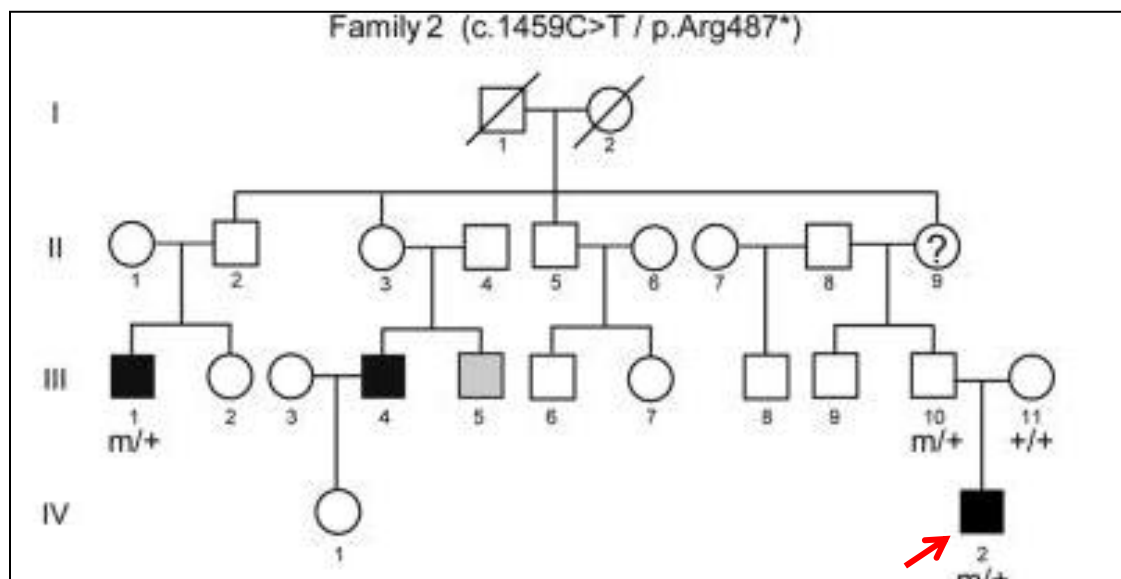 Family 2 (c.1459C>T / p.Arg487*)
I
1 2
II
?
1 2 3 4 5 6 7 8 9
III
1 2 3 4 5 6 7 8 9 10 11
m/+ m/+ +/+
IV
1 2
m/+